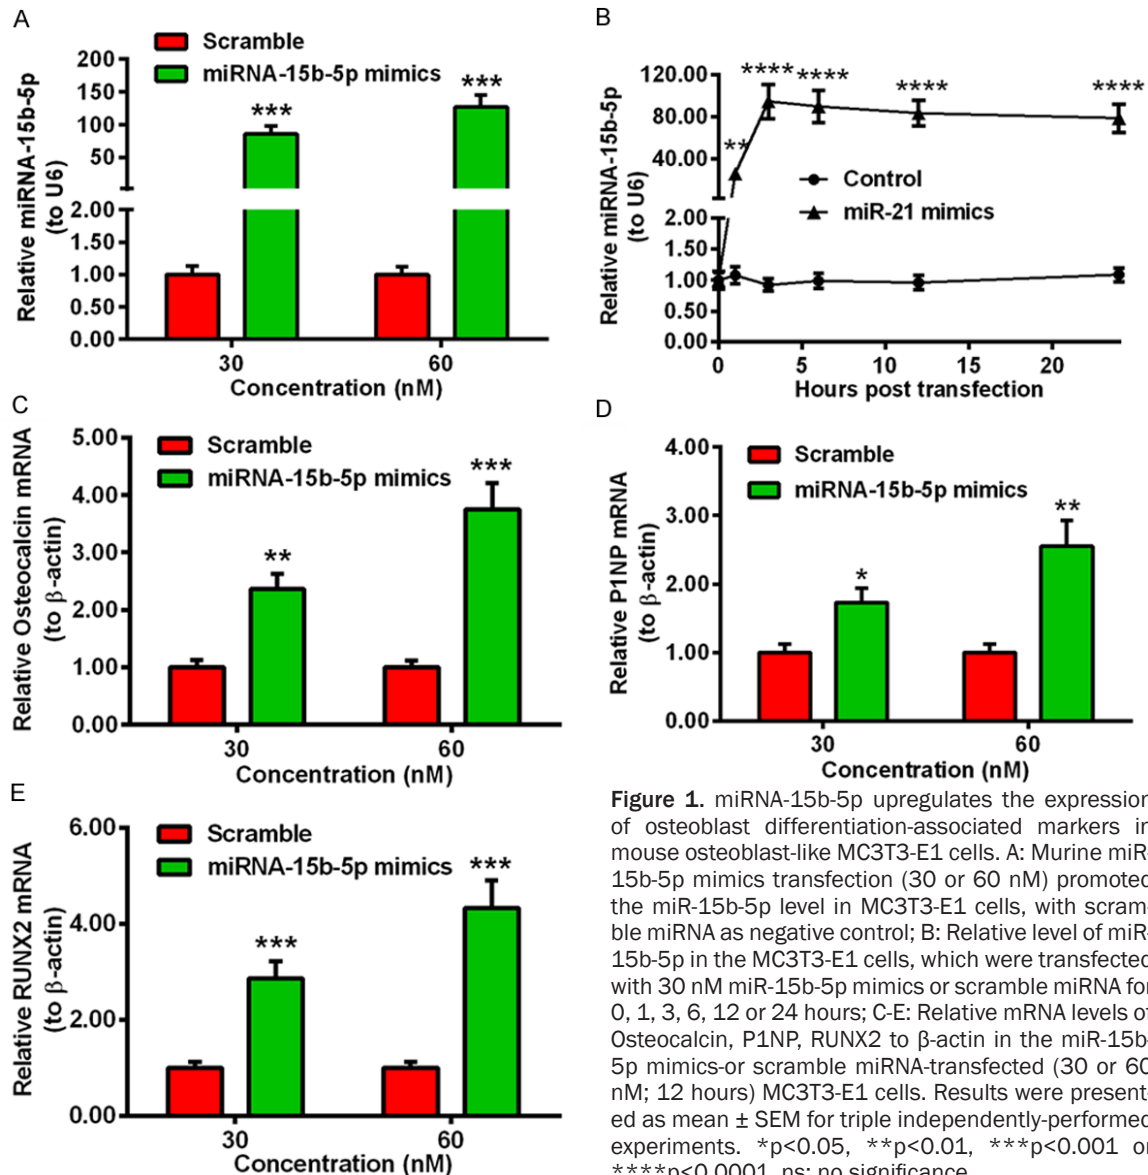 A
Scramble
miRNA-15b-5p mimics
Relative miRNA-15b-5p
(to U6)
200
150
100
50
2.00
1.50
1.00
0.50
0.00
***
***
30
60
Concentration (nM)
B
Relative miRNA-15b-5p
(to U6)
120.00
80.00
40.00
2.00
1.50
1.00
0.50
0.00
**
****
****
****
****
Control
miR-21 mimics
0
5
10
15
20
Hours post transfection
C
Scramble
miRNA-15b-5p mimics
Relative Osteocalcin mRNA
(to β-actin)
5.00
4.00
3.00
2.00
1.00
0.00
**
***
30
60
Concentration (nM)
D
Scramble
miRNA-15b-5p mimics
Relative P1NP mRNA
(to β-actin)
4.00
3.00
2.00
1.00
0.00
*
**
30
60
Concentration (nM)
E
Scramble
miRNA-15b-5p mimics
Relative RUNX2 mRNA
(to β-actin)
6.00
4.00
2.00
0.00
***
***
30
60
Concentration (nM)
Figure 1. miRNA-15b-5p upregulates the expression
of osteoblast differentiation-associated markers in
mouse osteoblast-like MC3T3-E1 cells. A: Murine miR-
15b-5p mimics transfection (30 or 60 nM) promoted
the miR-15b-5p level in MC3T3-E1 cells, with scram-
ble miRNA as negative control; B: Relative level of miR-
15b-5p in the MC3T3-E1 cells, which were transfected
with 30 nM miR-15b-5p mimics or scramble miRNA for
0, 1, 3, 6, 12 or 24 hours; C-E: Relative mRNA levels of
Osteocalcin, P1NP, RUNX2 to β-actin in the miR-15b-
5p mimics-or scramble miRNA-transfected (30 or 60
nM; 12 hours) MC3T3-E1 cells. Results were present-
ed as mean ± SEM for triple independently-performed
experiments. *p<0.05, **p<0.01, ***p<0.001 or
****p<0.0001, ns: no significance